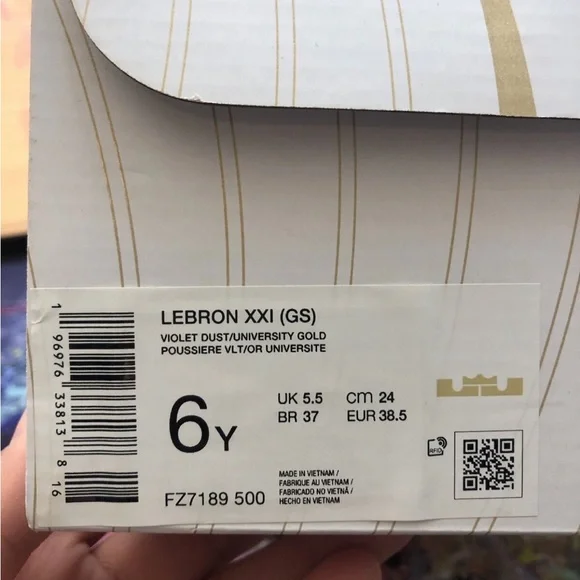 LEBRON XXI (GS)
VIOLET DUST/UNIVERSITY GOLD
POUSSIERE VLT/OR UNIVERSITE
6Y
UK 5.5 cm 24
BR 37 EUR 38.5
RFID
FZ7189 500
MADE IN VIETNAM /
FABRIQUE AU VIETNAM /
FABRICADO NO VIETNÃ /
HECHO EN VIETNAM
1 96976 33813 8 16